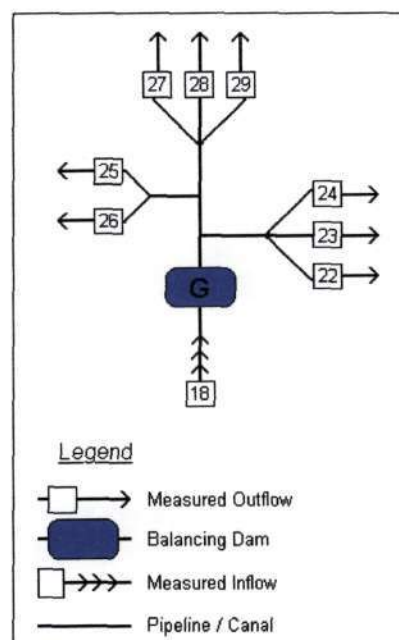 27 28 29
25
24
26
23
22
G
18
Legend
Measured Outflow
Balancing Dam
Measured Inflow
Pipeline / Canal